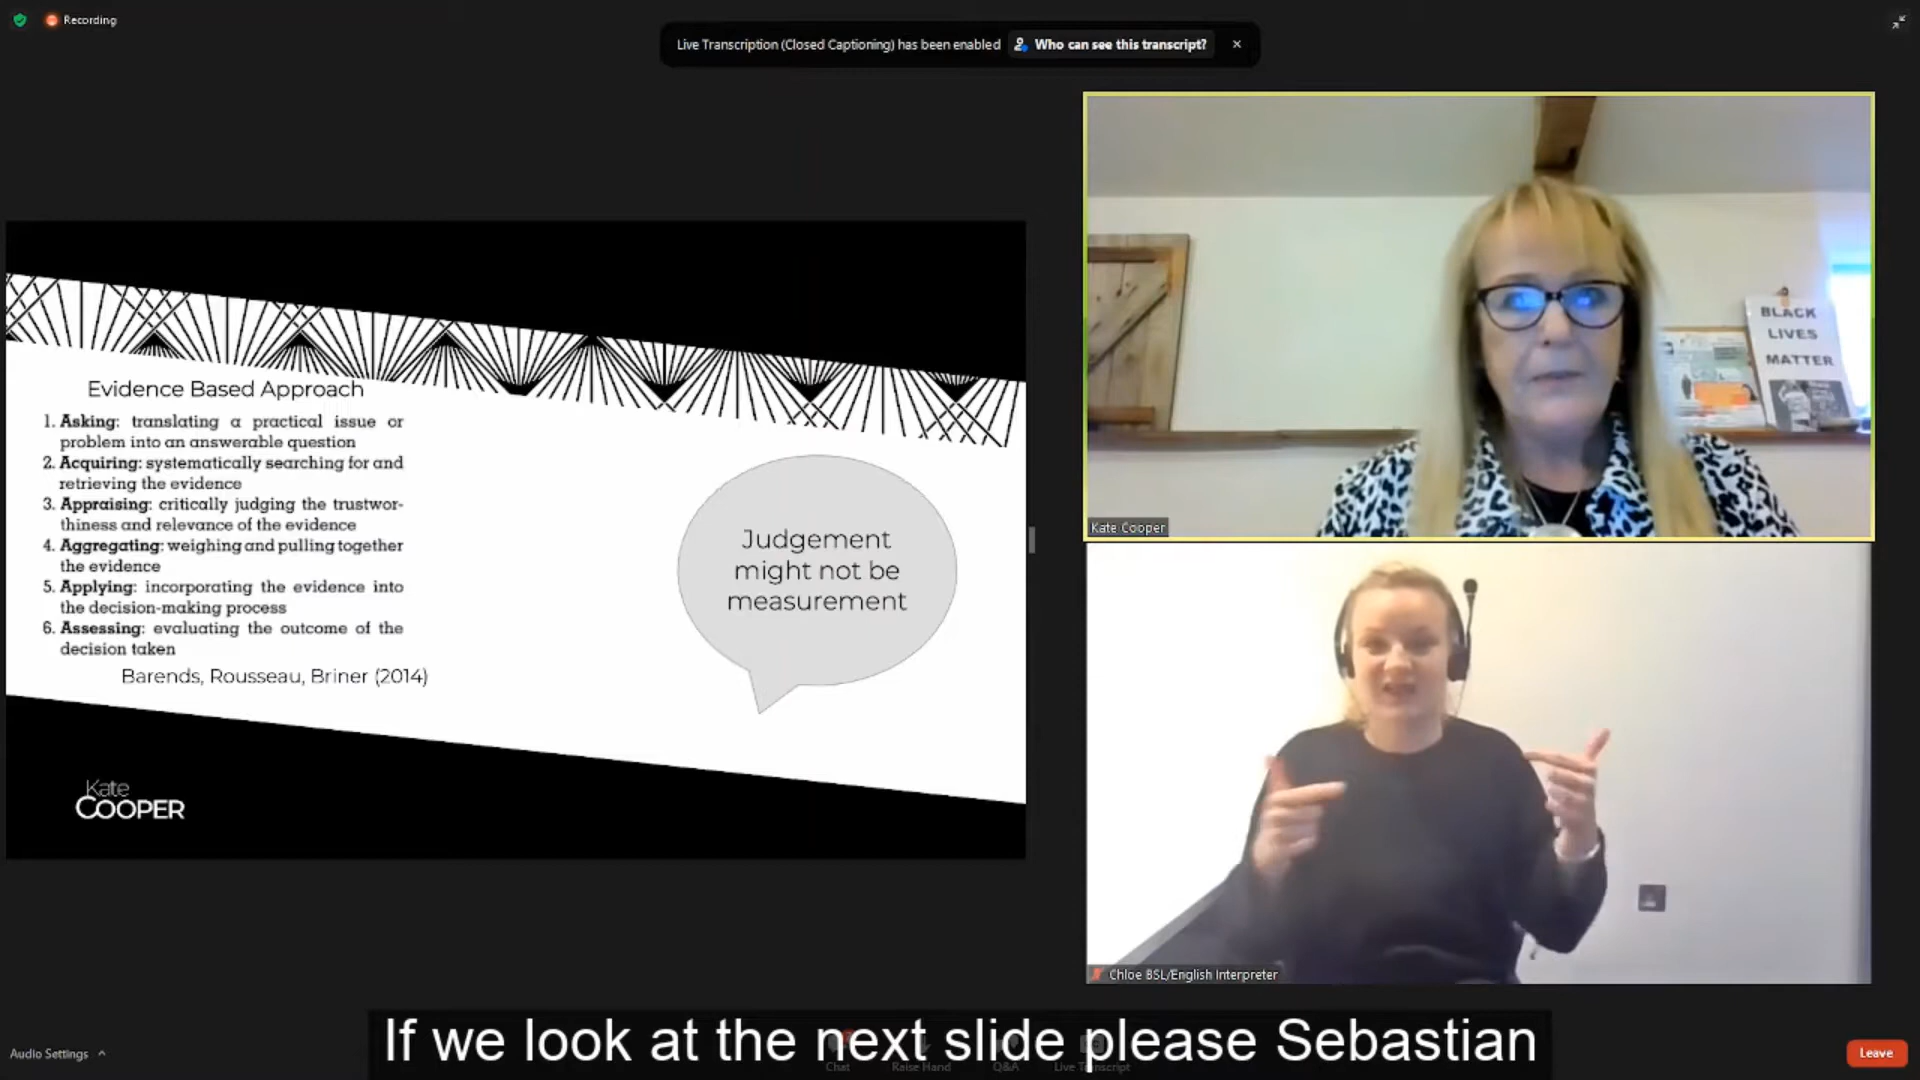 Recording
Live Transcription (Closed Captioning) has been enabled
Who can see this transcript?
Evidence Based Approach
1. Asking: translating a practical issue or
problem into an answerable question
2. Acquiring: systematically searching for and
retrieving the evidence
3. Appraising: critically judging the trustwor-
thiness and relevance of the evidence
4. Aggregating: weighing and pulling together
the evidence
5. Applying: incorporating the evidence into
the decision-making process
6. Assessing: evaluating the outcome of the
decision taken
Barends, Rousseau, Briner (2014)
Judgement
might not be
measurement
Kate
COOPER
BLACK
LIVES
MATTER
Kate Cooper
Chloe BSL/English Interpreter
If we look at the next slide please Sebastian
Audio Settings
Chat
Raise Hand
Q&A
Live Transcript
Leave